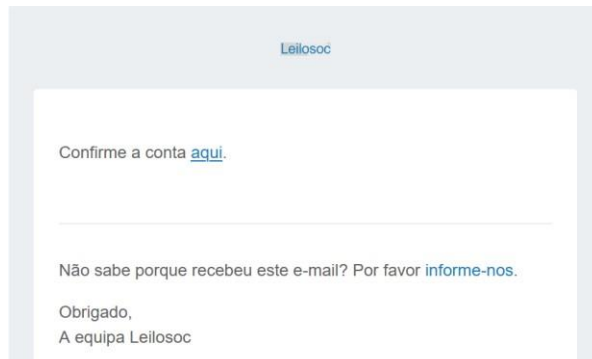 Leilosoc
Confirme a conta aqui.
Não sabe porque recebeu este e-mail? Por favor informe-nos.
Obrigado,
A equipa Leilosoc